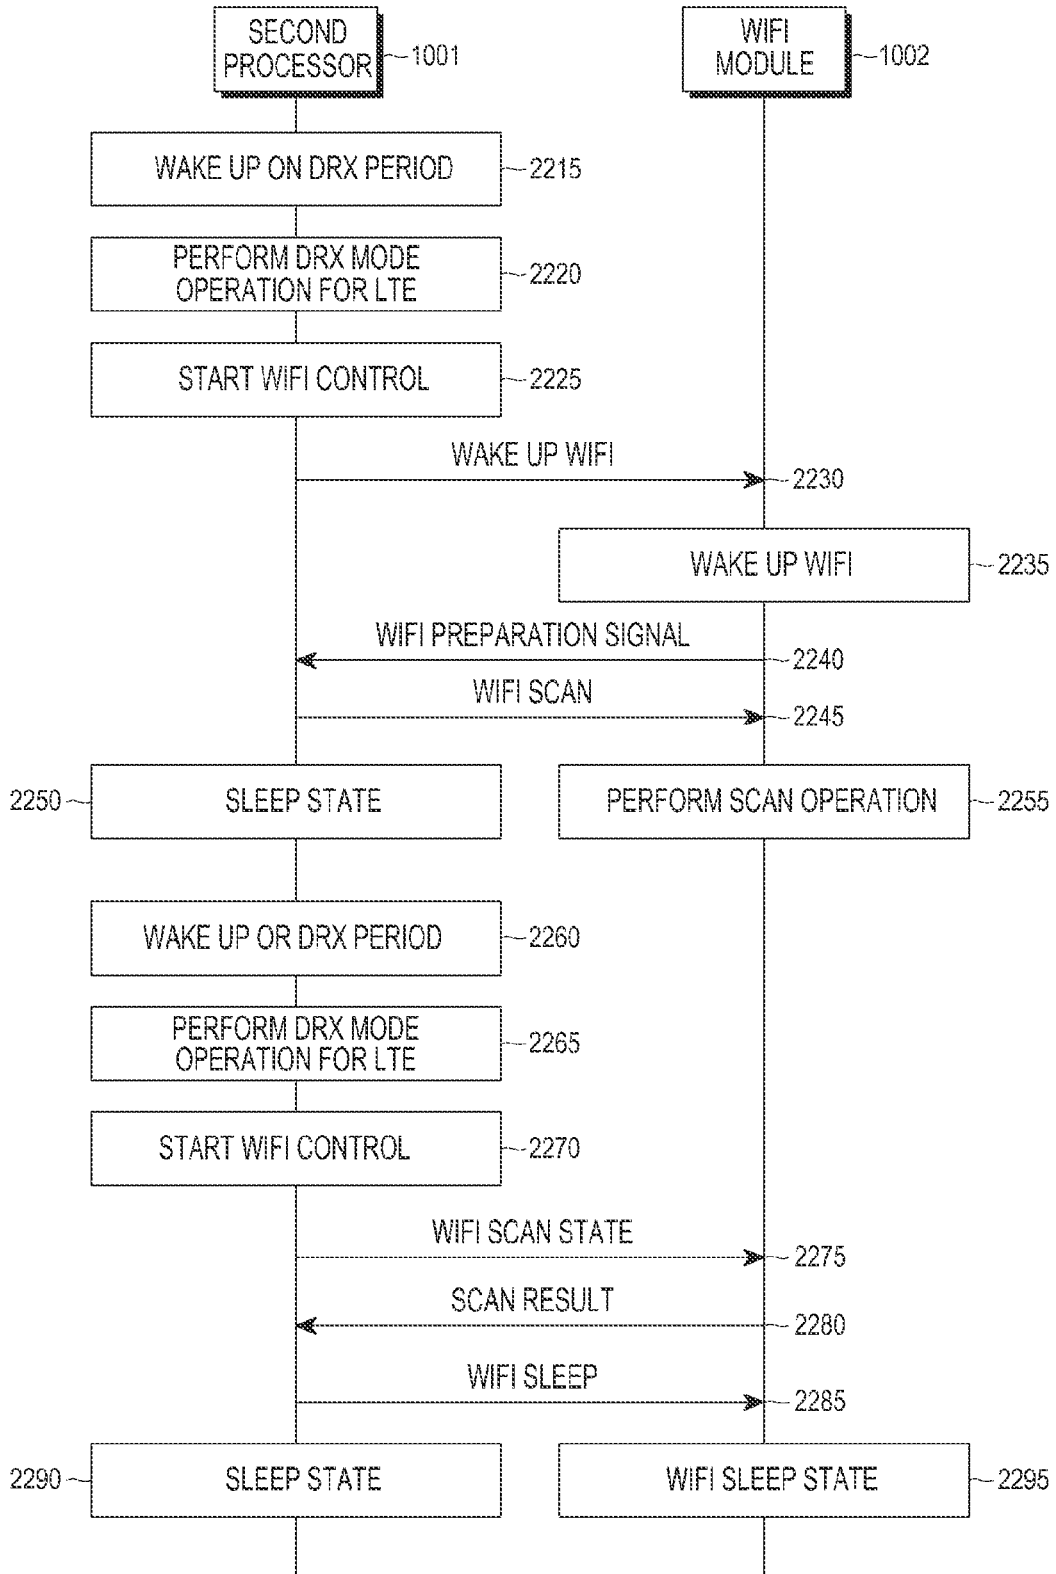 SECOND
PROCESSOR
1001
WIFI
MODULE
1002
WAKE UP ON DRX PERIOD
2215
PERFORM DRX MODE
OPERATION FOR LTE
2220
START WIFI CONTROL
2225
WAKE UP WIFI
2230
WAKE UP WIFI
2235
WIFI PREPARATION SIGNAL
2240
WIFI SCAN
2245
2250
SLEEP STATE
PERFORM SCAN OPERATION
2255
WAKE UP OR DRX PERIOD
2260
PERFORM DRX MODE
OPERATION FOR LTE
2265
START WIFI CONTROL
2270
WIFI SCAN STATE
2275
SCAN RESULT
2280
WIFI SLEEP
2285
2290
SLEEP STATE
WIFI SLEEP STATE
2295